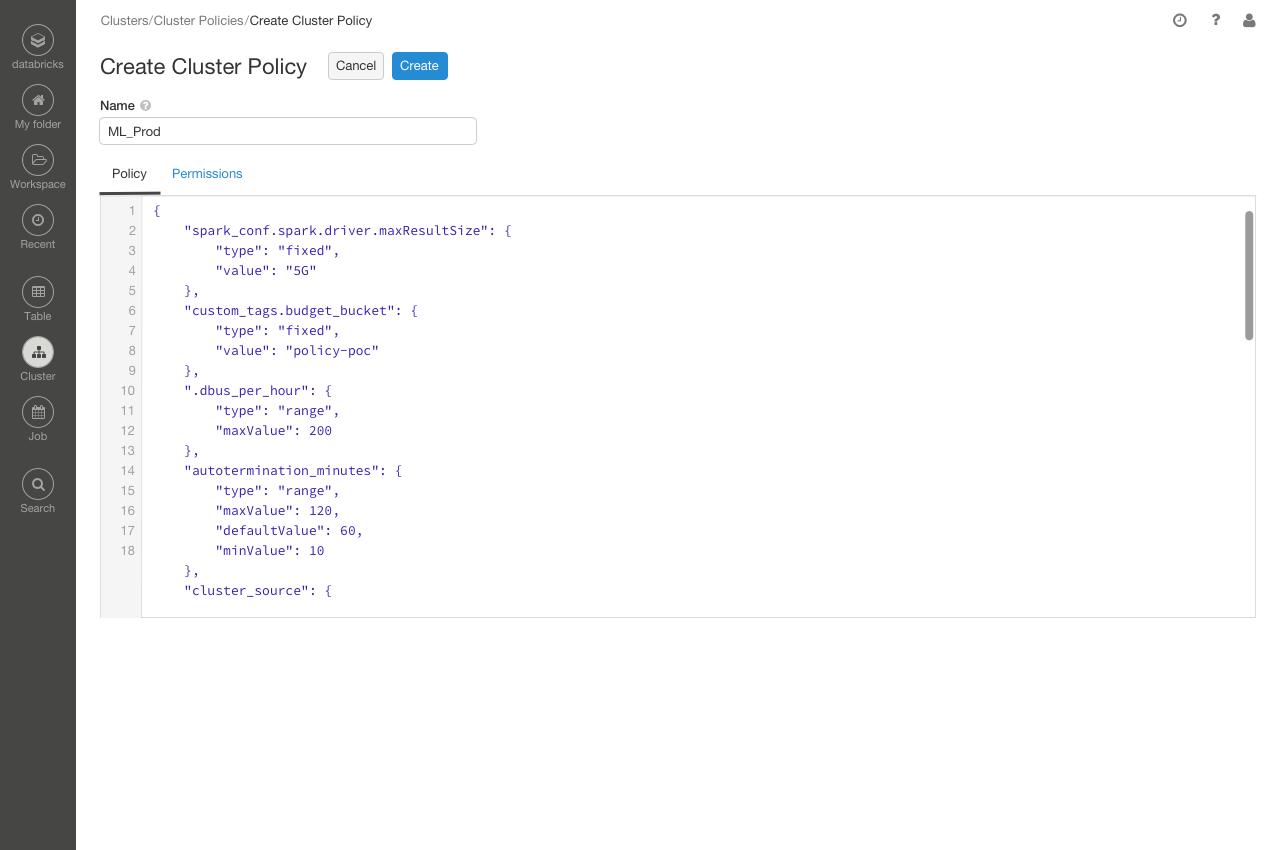 Clusters/Cluster Policies/Create Cluster Policy
?
databricks
My folder
Workspace
Recent
Table
Cluster
Job
Search
Create Cluster Policy
Cancel
Create
Name ?
ML_Prod
Policy
Permissions
1 {
2 "spark_conf.spark.driver.maxResultSize": {
3 "type": "fixed",
4 "value": "5G"
5 },
6 "custom_tags.budget_bucket": {
7 "type": "fixed",
8 "value": "policy-poc"
9 },
10 ".dbus_per_hour": {
11 "type": "range",
12 "maxValue": 200
13 },
14 "autotermination_minutes": {
15 "type": "range",
16 "maxValue": 120,
17 "defaultValue": 60,
18 "minValue": 10
},
"cluster_source": {